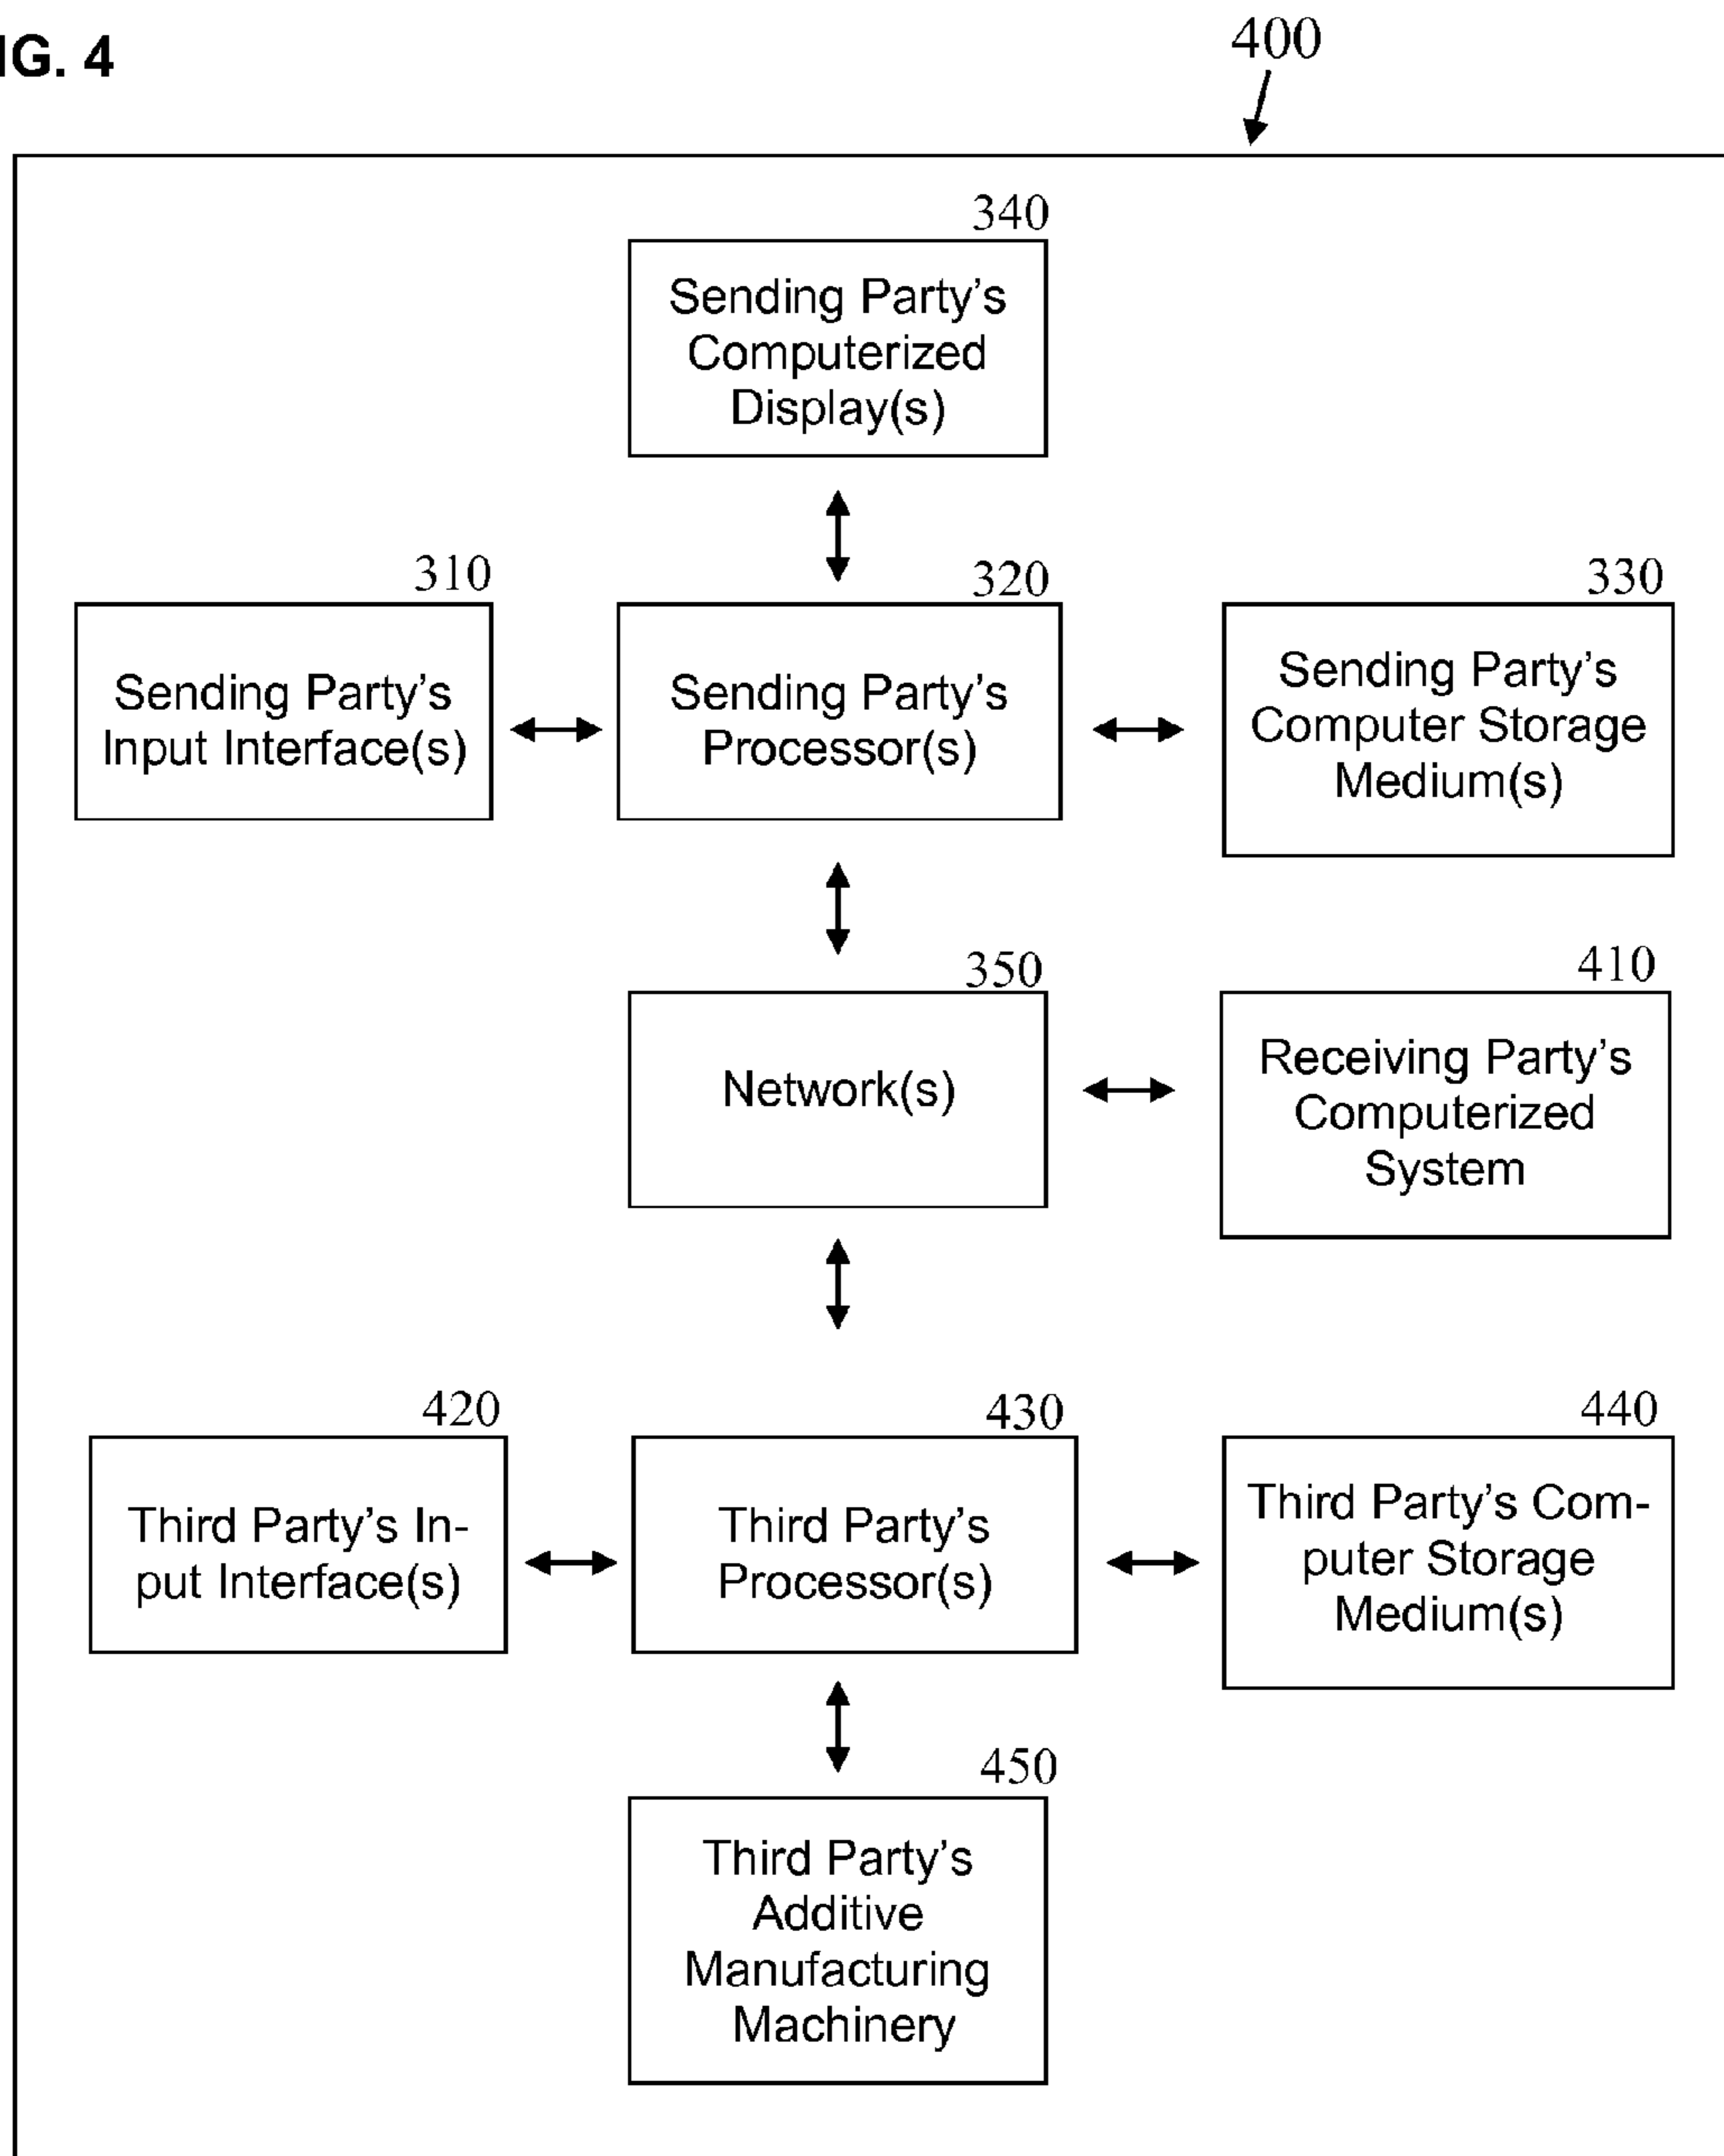 IG. 4
400
340
Sending Party's
Computerized
Display(s)
310
Sending Party's
Input Interface(s)
320
Sending Party's
Processor(s)
330
Sending Party's
Computer Storage
Medium(s)
350
Network(s)
410
Receiving Party's
Computerized
System
420
Third Party's In-
put Interface(s)
430
Third Party's
Processor(s)
440
Third Party's Com-
puter Storage
Medium(s)
450
Third Party's
Additive
Manufacturing
Machinery